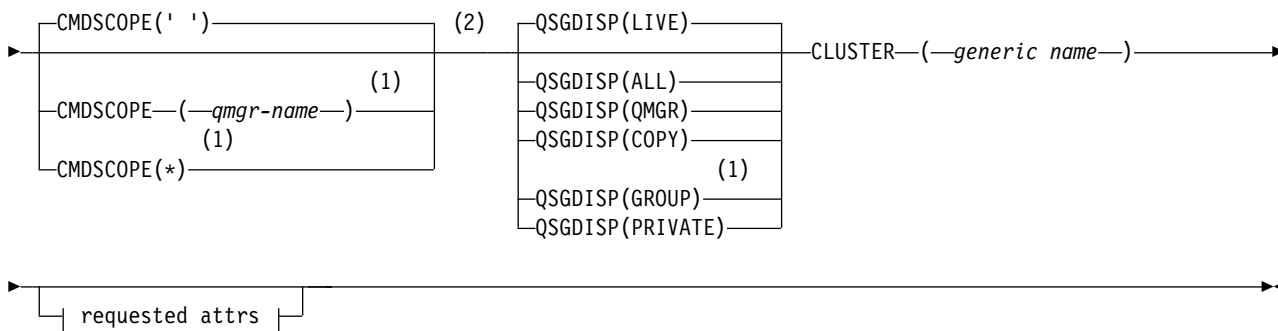 CMDSCOPE(' ') (2) QSGDISP(LIVE)
CLUSTER ( generic name )
(1) QSGDISP(ALL)
CMDSCOPE ( qmgr-name ) QSGDISP(QMGR)
(1) QSGDISP(COPY)
CMDSCOPE(*) (1)
QSGDISP(GROUP)
QSGDISP(PRIVATE)
requested attrs